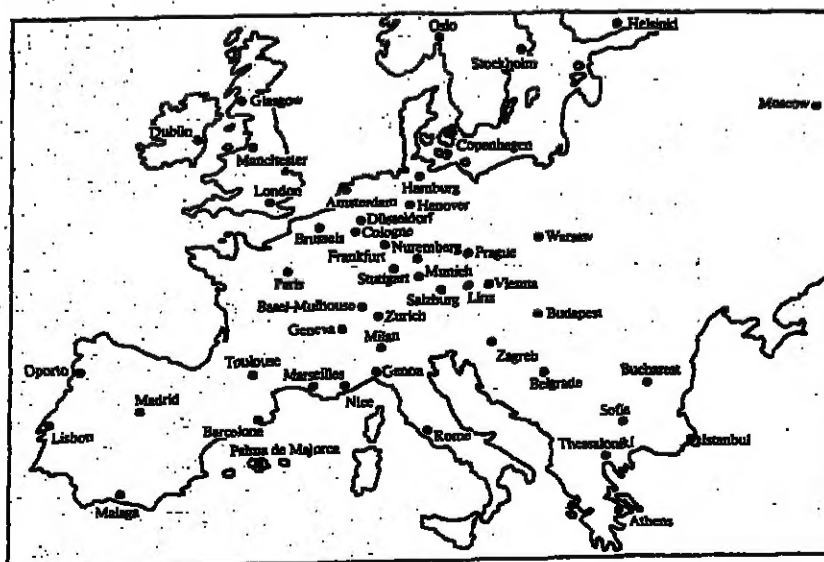 Oslo
Helsinki
Stockholm
Glasgow
Moscow
Dublin
Copenhagen
Manchester
Hamburg
London
Amsterdam
Hanover
Düsseldorf
Brussels
Cologne
Warsaw
Frankfurt
Nuremberg
Prague
Paris
Stuttgart
Munich
Salzburg
Linz
Vienna
Basel-Mulhouse
Zurich
Budapest
Geneva
Milan
Zagreb
Oporto
Toulouse
Marseilles
Genoa
Belgrade
Bucharest
Madrid
Nice
Sofia
Lisbon
Barcelone
Rome
Istanbul
Palma de Majorca
Thessaloniki
Malaga
Athens